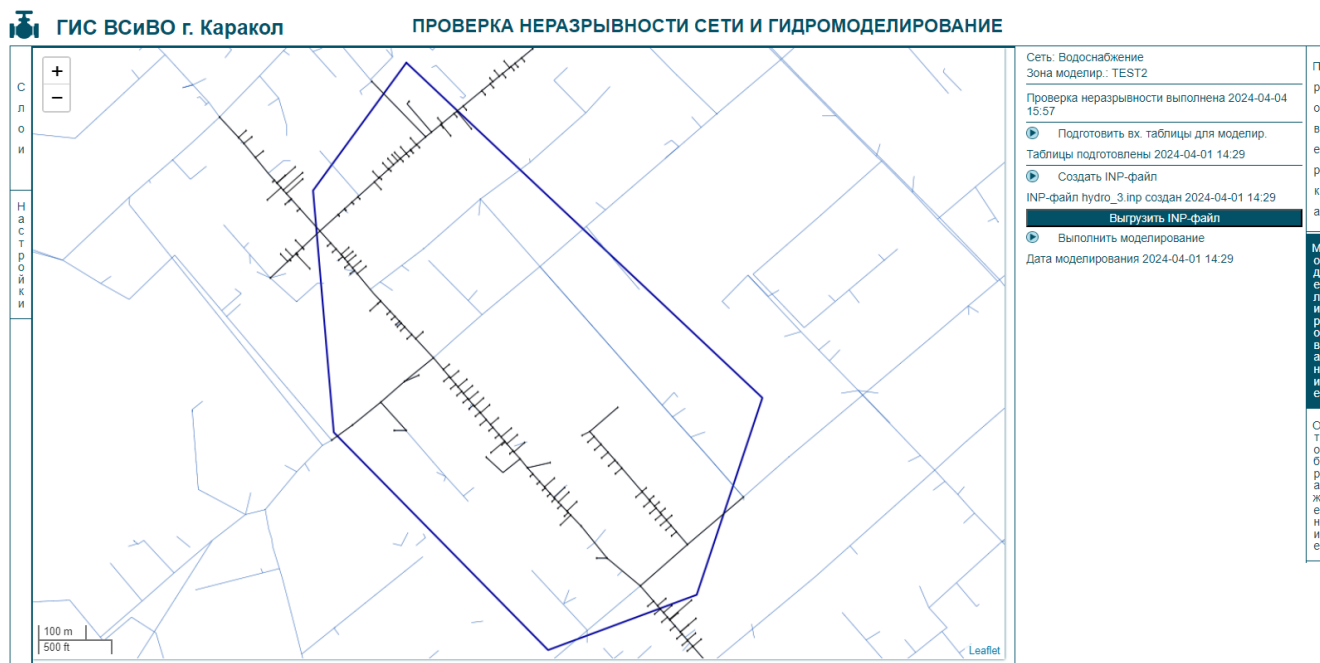 ГИС ВСиВО г. Каракол
ПРОВЕРКА НЕРАЗРЫВНОСТИ СЕТИ И ГИДРОМОДЕЛИРОВАНИЕ
Слои
Настройки
+
−
100 m
500 ft
Leaflet
Сеть: Водоснабжение
Зона моделир.: TEST2
Проверка неразрывности выполнена 2024-04-04
15:57
Подготовить вх. таблицы для моделир.
Таблицы подготовлены 2024-04-01 14:29
Создать INP-файл
INP-файл hydro_3.inp создан 2024-04-01 14:29
Выгрузить INP-файл
Выполнить моделирование
Дата моделирования 2024-04-01 14:29
Проверка
Моделирование
Отображение